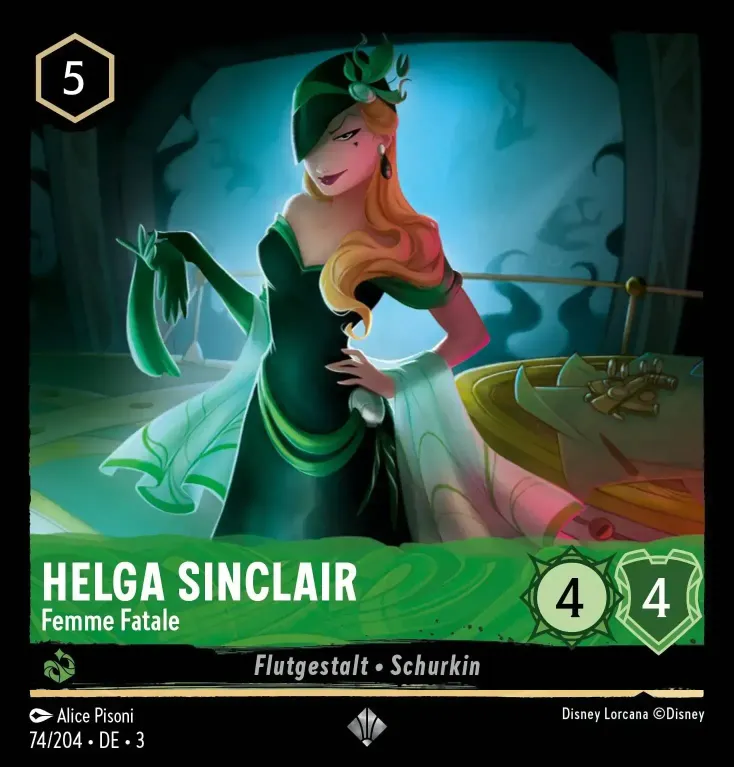 5
HELGA SINCLAIR
Femme Fatale
4
4
Flutgestalt • Schurkin
Alice Pisoni
Disney Lorcana ©Disney
74/204 • DE • 3